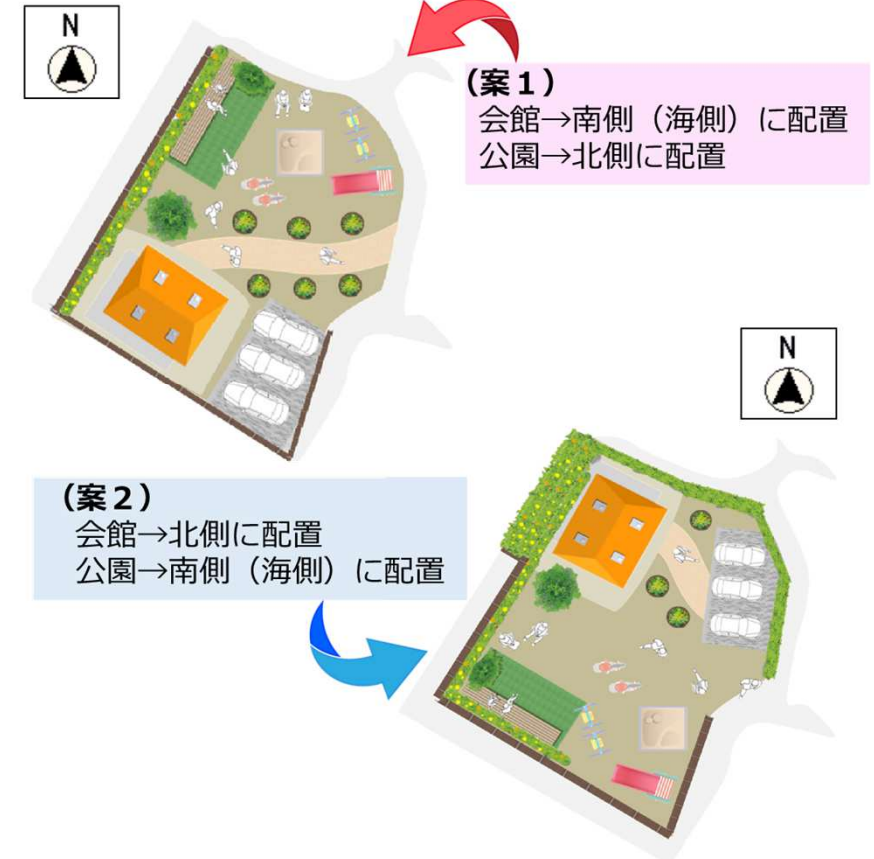 N
（案１）
会館→南側（海側）に配置
公園→北側に配置
N
（案２）
会館→北側に配置
公園→南側（海側）に配置